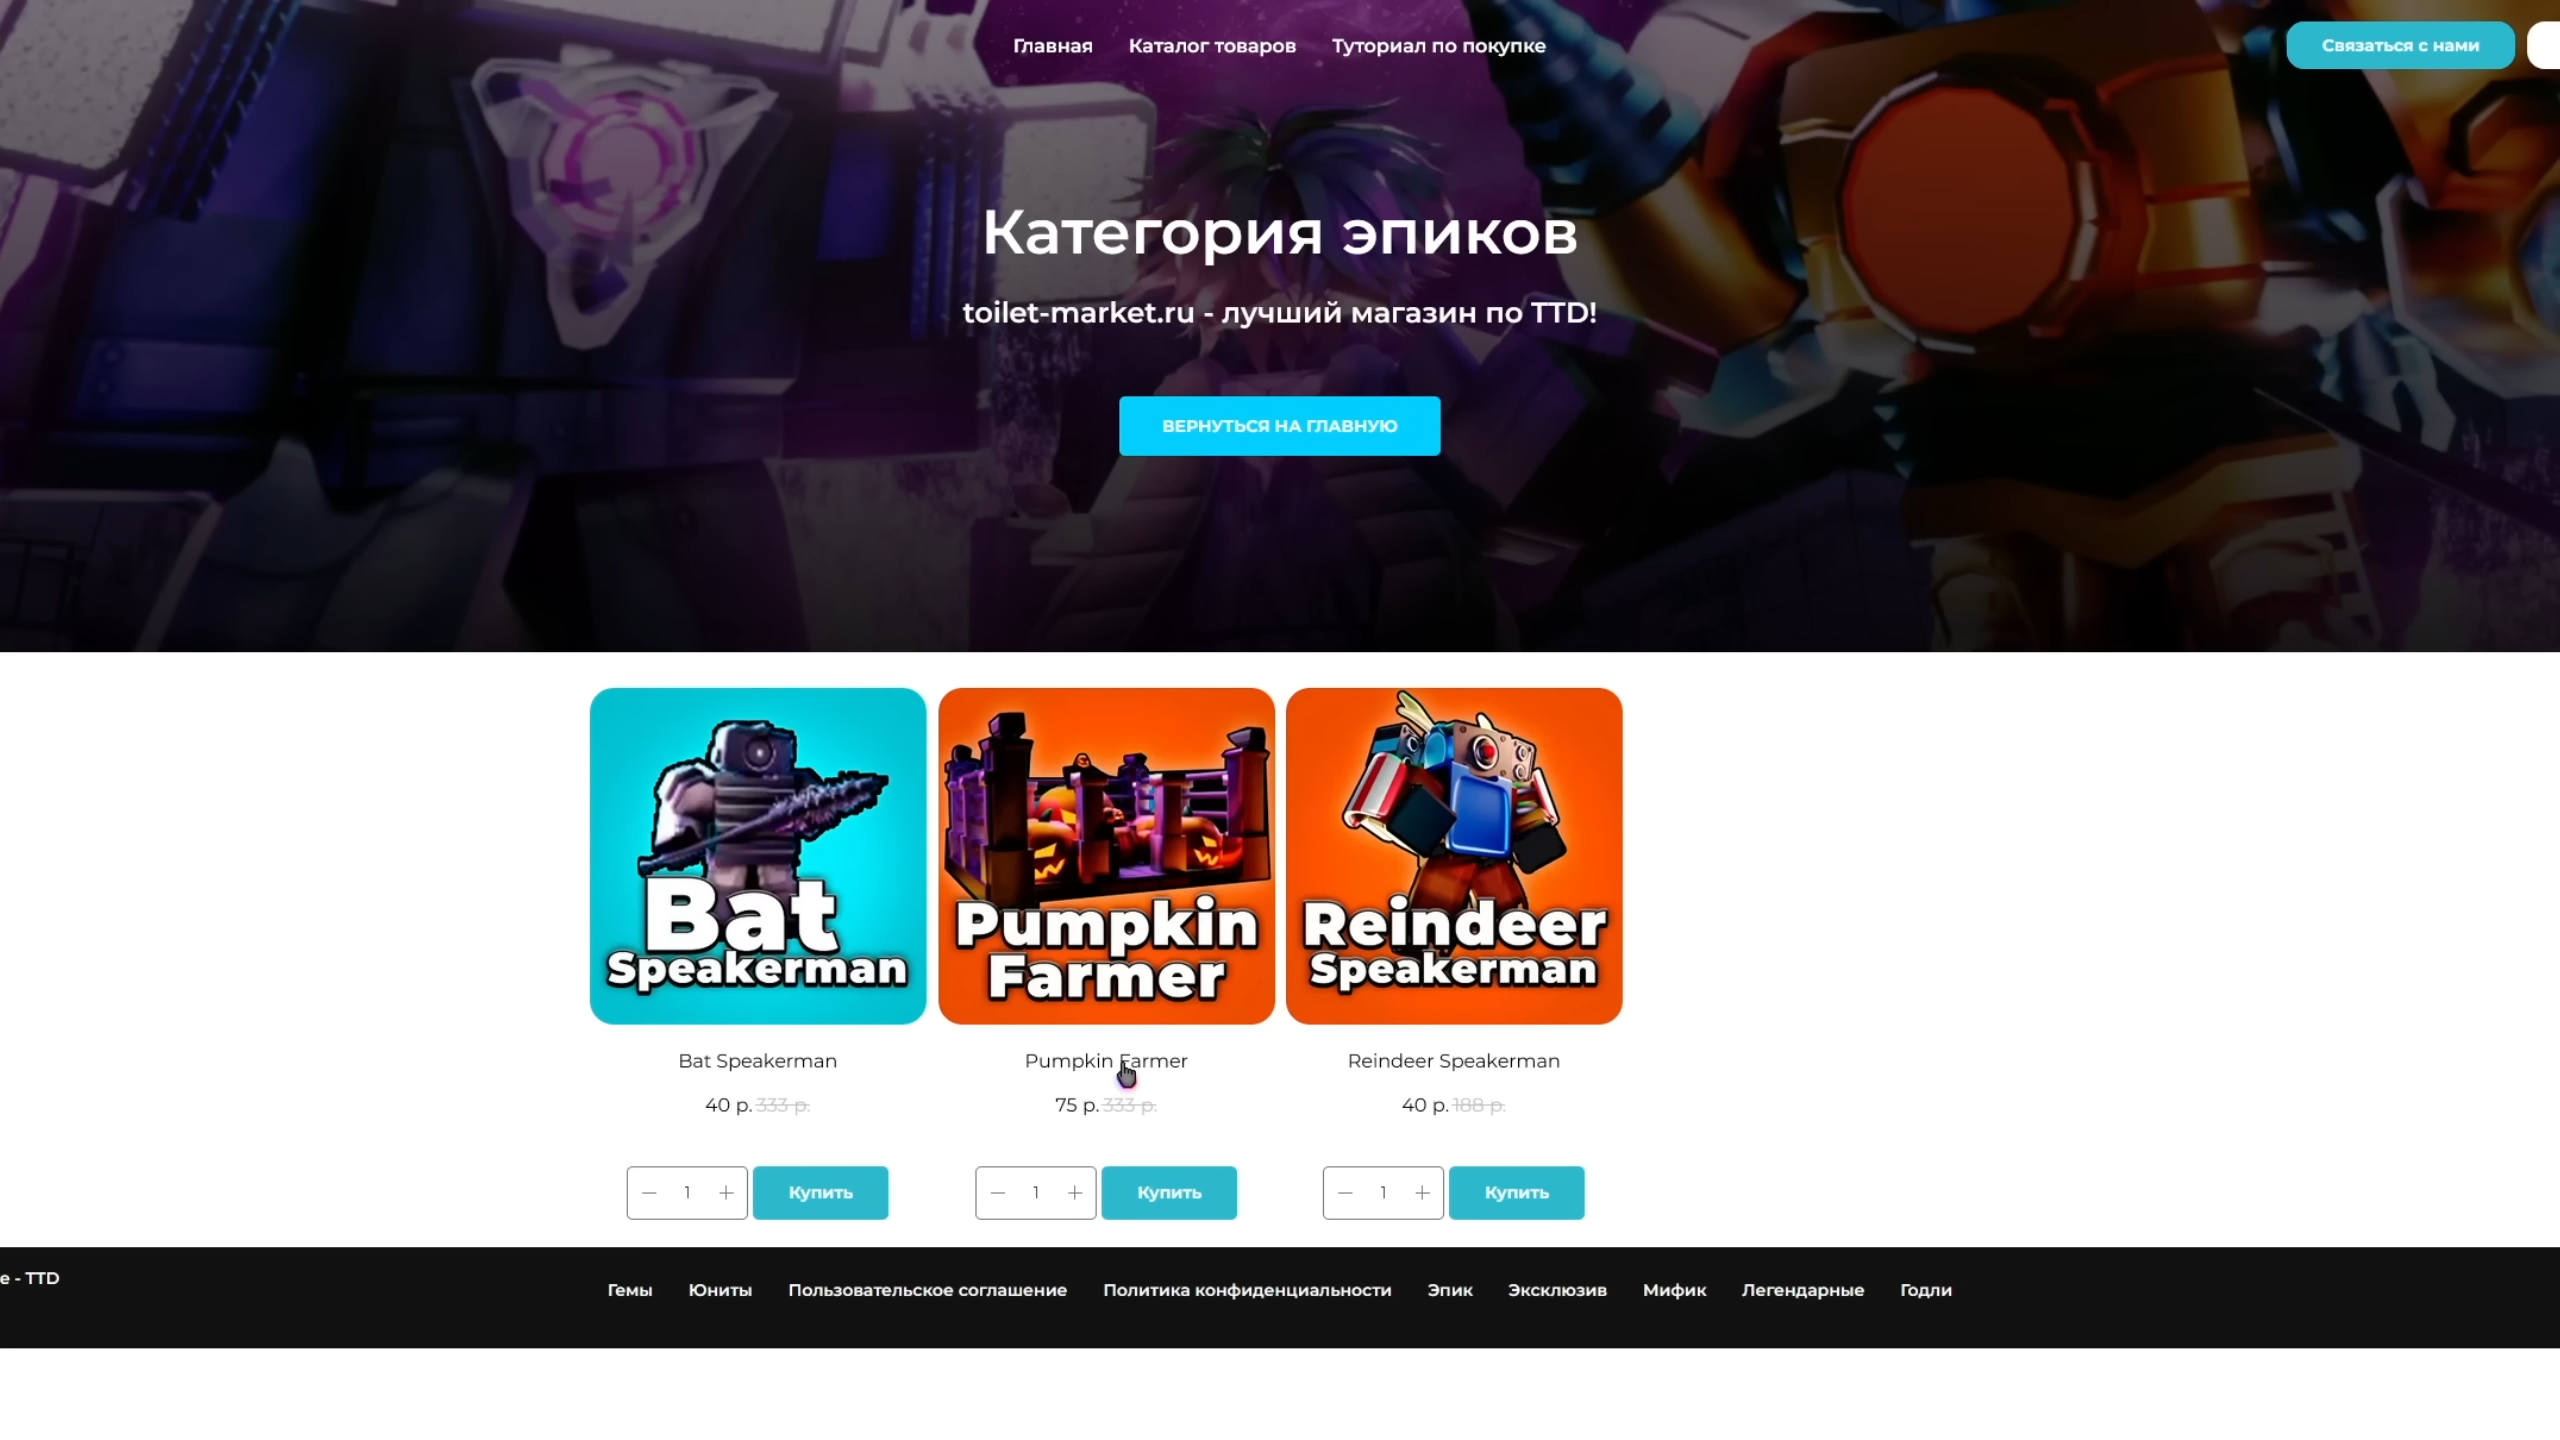 Главная Каталог товаров Туториал по покупке
Связаться с нами
Категория эпиков
toilet-market.ru - лучший магазин по TTD!
ВЕРНУТЬСЯ НА ГЛАВНУЮ
Bat
Speakerman
Pumpkin
Farmer
Reindeer
Speakerman
Bat Speakerman
40 р. 333 р.
1 Купить
Pumpkin Farmer
75 р. 333 р.
1 Купить
Reindeer Speakerman
40 р. 188 р.
1 Купить
e - TTD
Гемы Юниты Пользовательское соглашение Политика конфиденциальности Эпик Эксклюзив Мифик Легендарные Годли